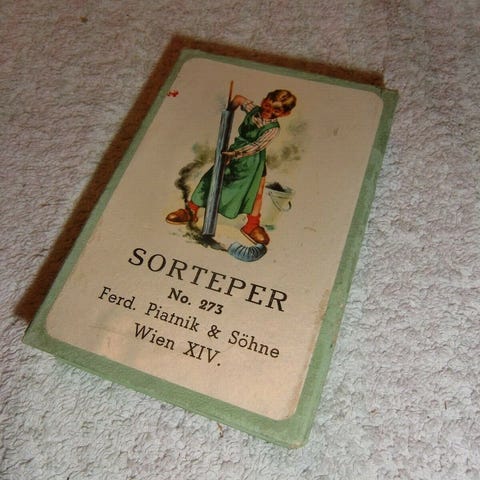 SORTEPER
No. 273
Ferd. Piatnik & Söhne
Wien XIV.